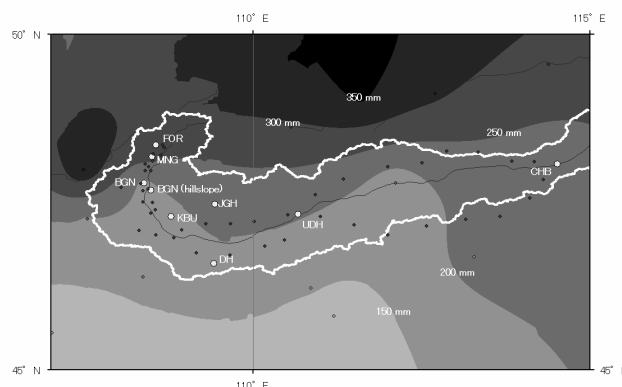 110° E
115° E
50° N
350 mm
300 mm
250 mm
FOR
MNG
CHB
BGN
BGN (hillslope)
JGH
KBU
UDH
DH
200 mm
150 mm
45° N
45° N
110° E